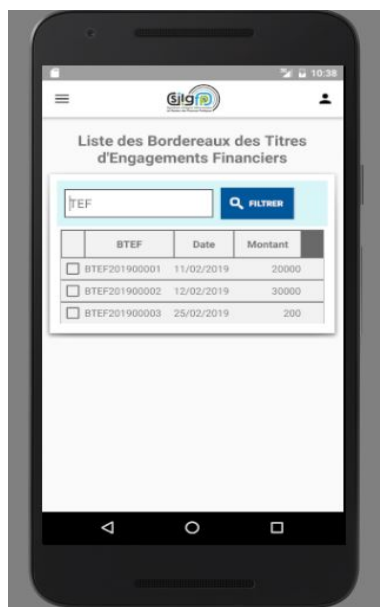 10:38
Sigfp
Liste des Bordereaux des Titres
d'Engagements Financiers
TEF
FILTRER
BTEF Date Montant
BTEF201900001 11/02/2019 20000
BTEF201900002 12/02/2019 30000
BTEF201900003 25/02/2019 200